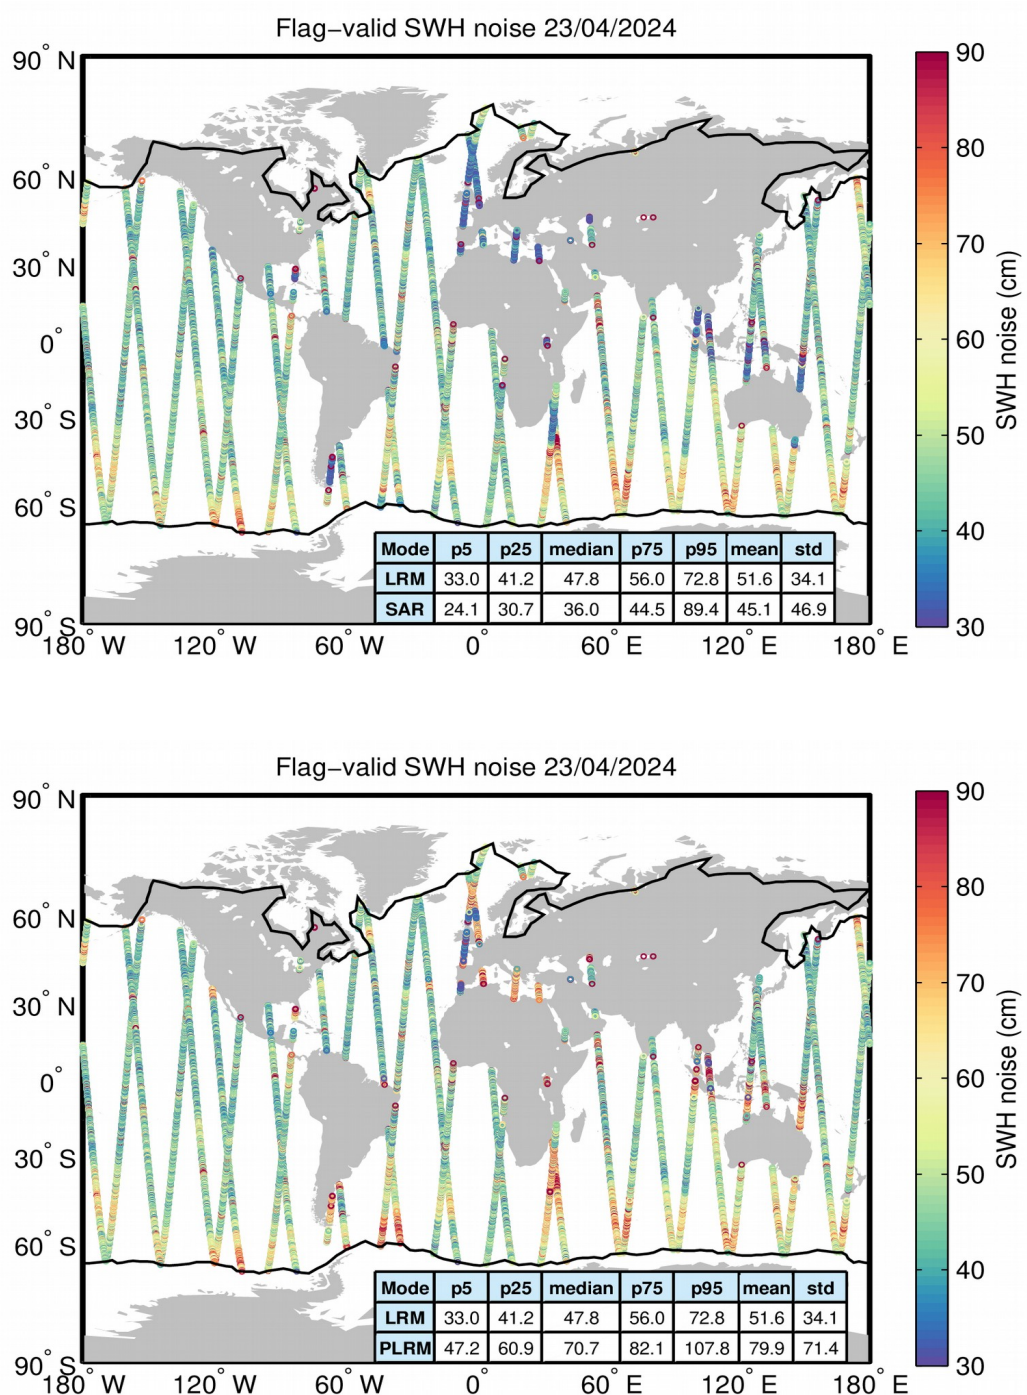 Flag−valid SWH noise 23/04/2024
90° N
60° N
30° N
0°
30° S
60° S
90° S
180° W 120° W 60° W 0° 60° E 120° E 180° E
90
80
70
60
50
40
30
SWH noise (cm)
Mode p5 p25 median p75 p95 mean std
LRM 33.0 41.2 47.8 56.0 72.8 51.6 34.1
SAR 24.1 30.7 36.0 44.5 89.4 45.1 46.9
Flag−valid SWH noise 23/04/2024
90° N
60° N
30° N
0°
30° S
60° S
90° S
180° W 120° W 60° W 0° 60° E 120° E 180° E
90
80
70
60
50
40
30
SWH noise (cm)
Mode p5 p25 median p75 p95 mean std
LRM 33.0 41.2 47.8 56.0 72.8 51.6 34.1
PLRM 47.2 60.9 70.7 82.1 107.8 79.9 71.4